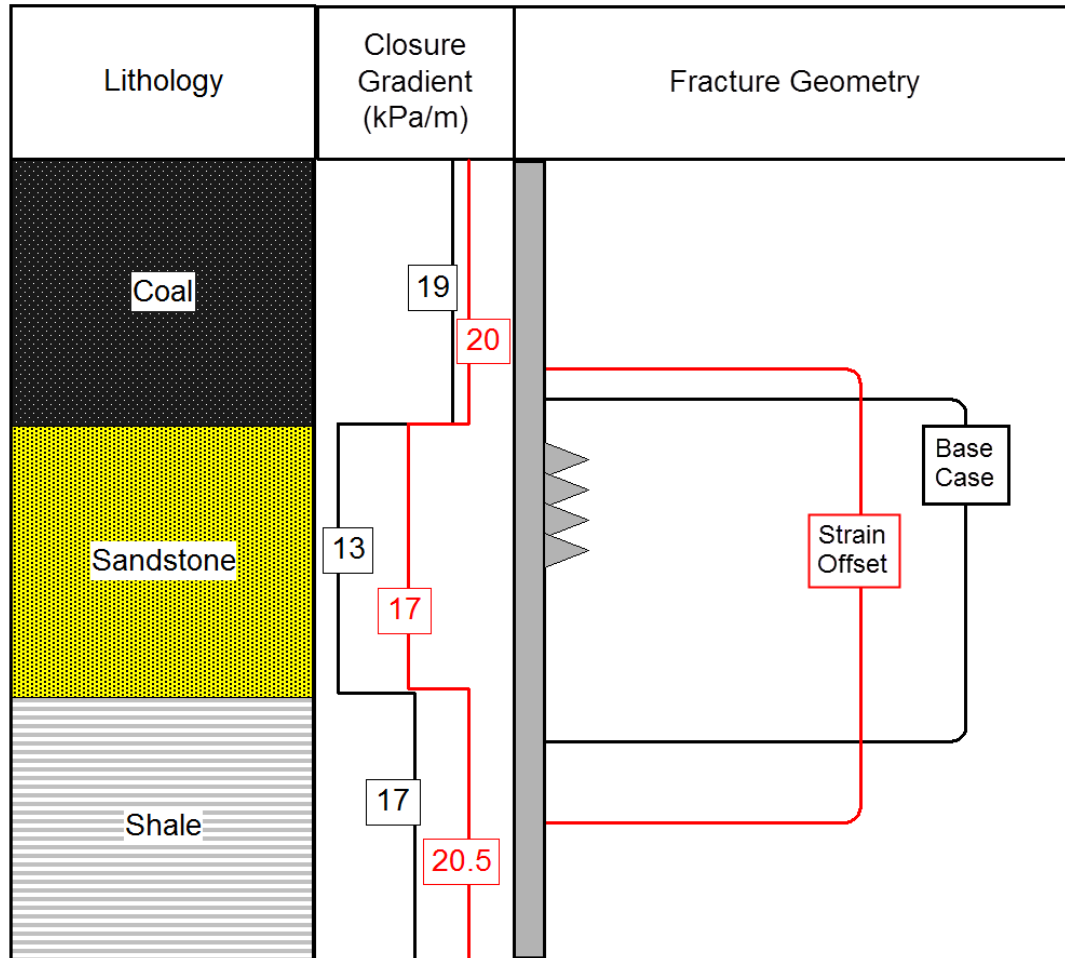 Lithology
Closure
Gradient
(kPa/m)
Fracture Geometry
Coal
19
20
Base
Case
Sandstone
13
Strain
Offset
17
Shale
17
20.5